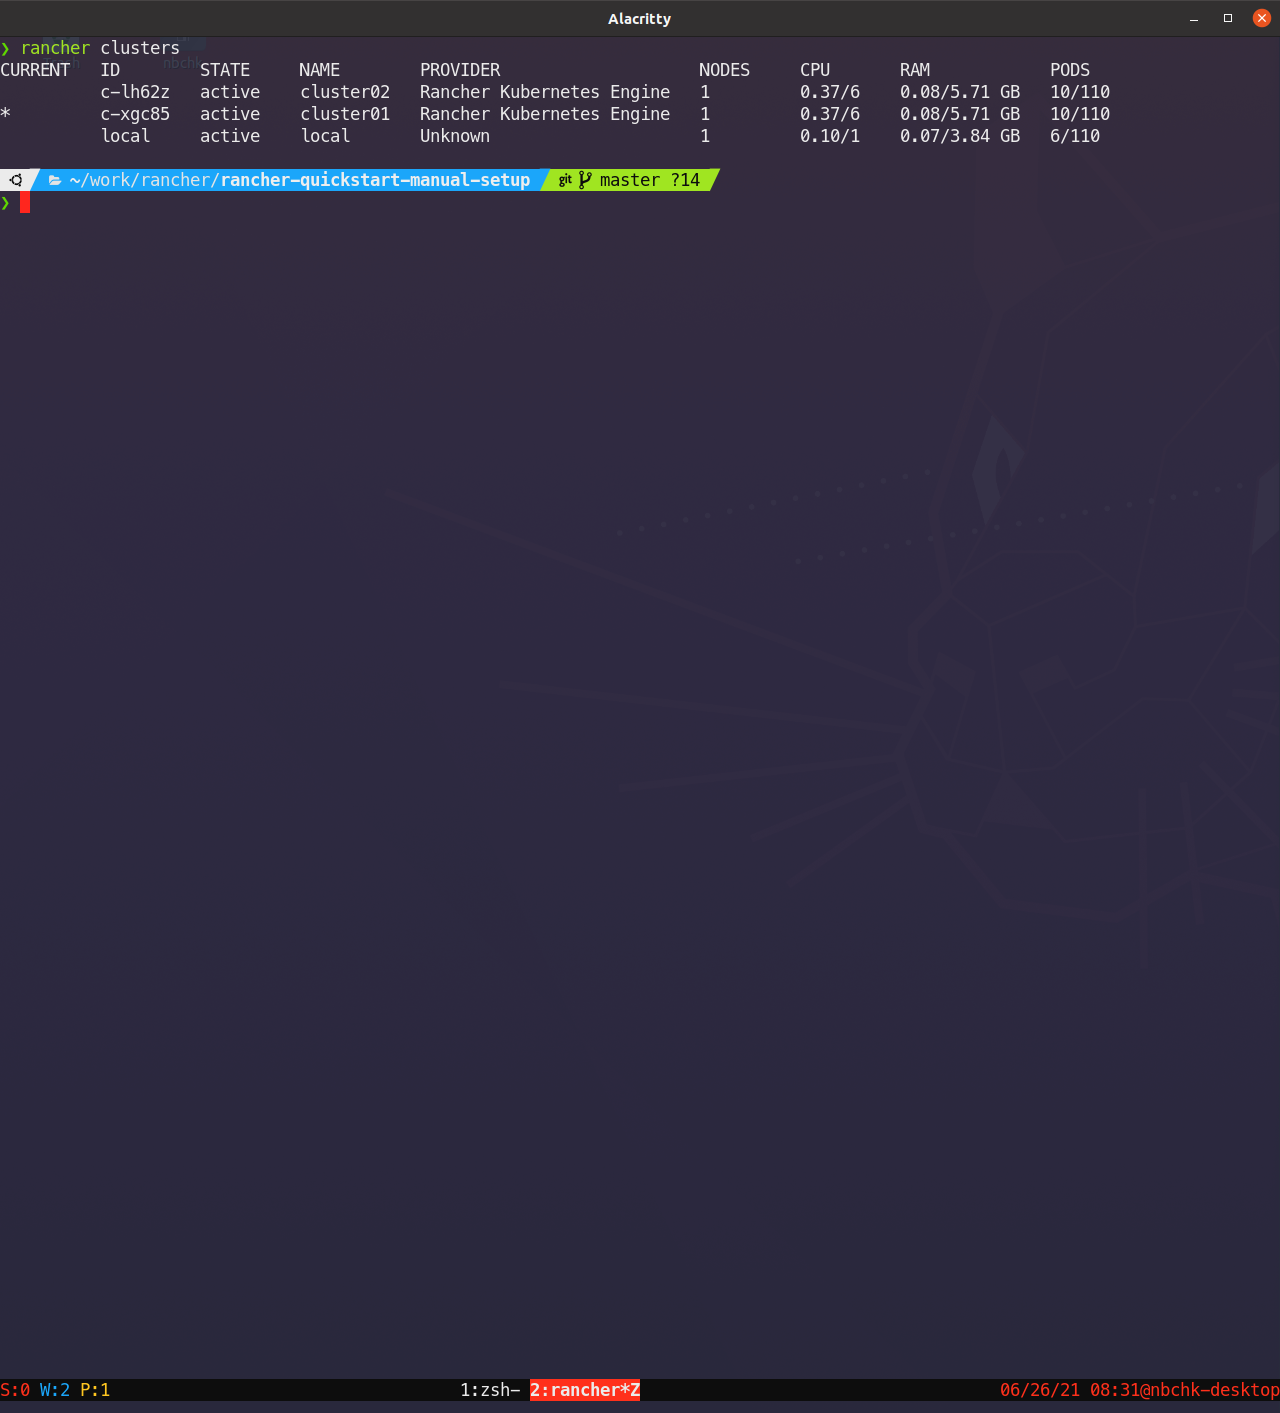 Alacritty
❯ rancher clusters
CURRENT   ID        STATE     NAME        PROVIDER                    NODES     CPU       RAM            PODS
          c-lh62z   active    cluster02   Rancher Kubernetes Engine   1         0.37/6    0.08/5.71 GB   10/110
*         c-xgc85   active    cluster01   Rancher Kubernetes Engine   1         0.37/6    0.08/5.71 GB   10/110
          local     active    local       Unknown                     1         0.10/1    0.07/3.84 GB   6/110
~/work/rancher/rancher-quickstart-manual-setup git master ?14
❯
S:0 W:2 P:1 1:zsh- 2:rancher*Z 06/26/21 08:31@nbchk-desktop